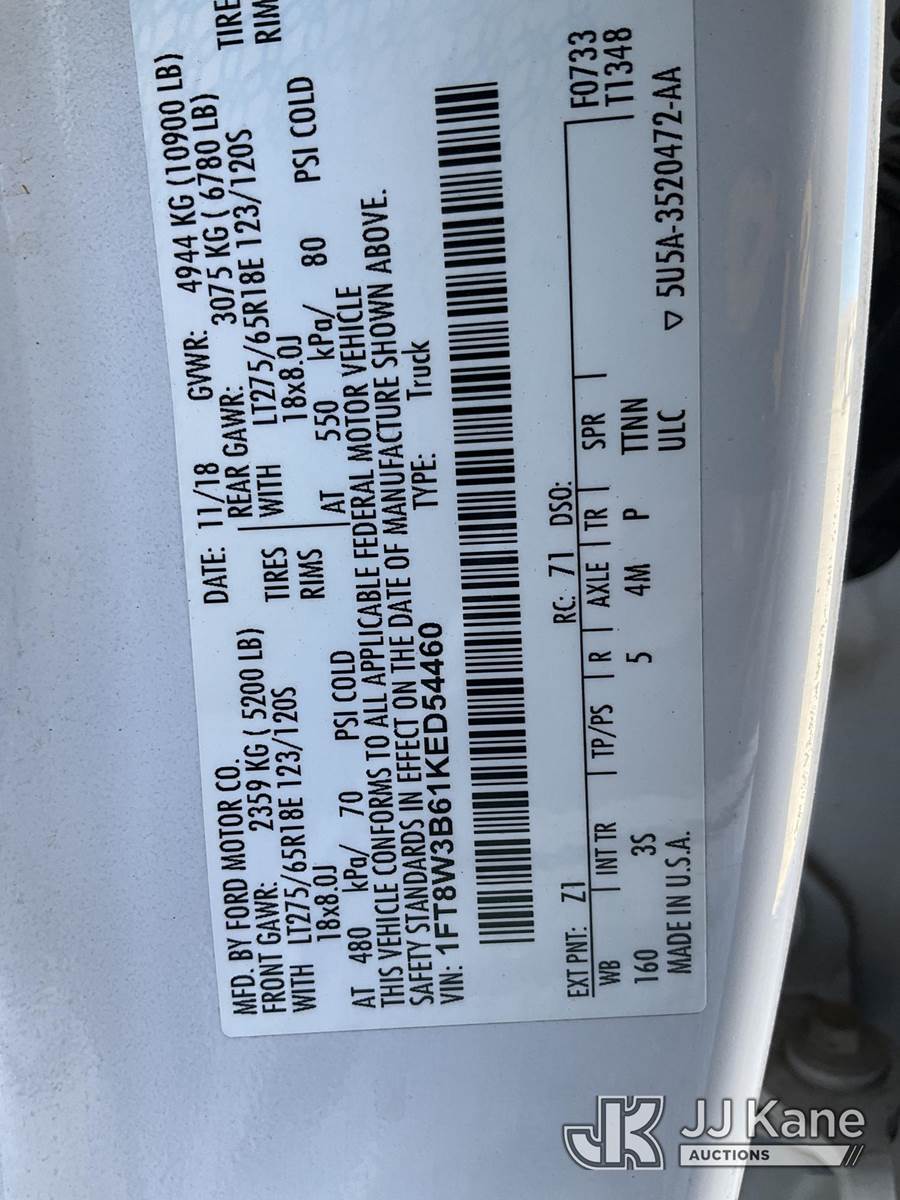 MFD. BY FORD MOTOR CO. DATE: 11/18 GVWR: 4944 KG (10900 LB)
FRONT GAWR: 2359 KG ( 5200 LB) REAR GAWR: 3075 KG ( 6780 LB)
WITH LT275/65R18E 123/120S TIRES WITH LT275/65R18E 123/120S TIRE
18x8.0J RIMS 18x8.0J RIM
AT 480 kPa/ 70 PSI COLD AT 550 kPa/ 80 PSI COLD
THIS VEHICLE CONFORMS TO ALL APPLICABLE FEDERAL MOTOR VEHICLE
SAFETY STANDARDS IN EFFECT ON THE DATE OF MANUFACTURE SHOWN ABOVE.
VIN: 1FT8W3B61KED54460 TYPE: Truck
EXT PNT: Z1 RC: 71 DSO: F0733
WB INT TR TP/PS R AXLE TR SPR T1348
160 3S 5 4M P TTNN
MADE IN U.S.A. ULC ▽ 5U5A-3520472-AA
JK JJ Kane
AUCTIONS